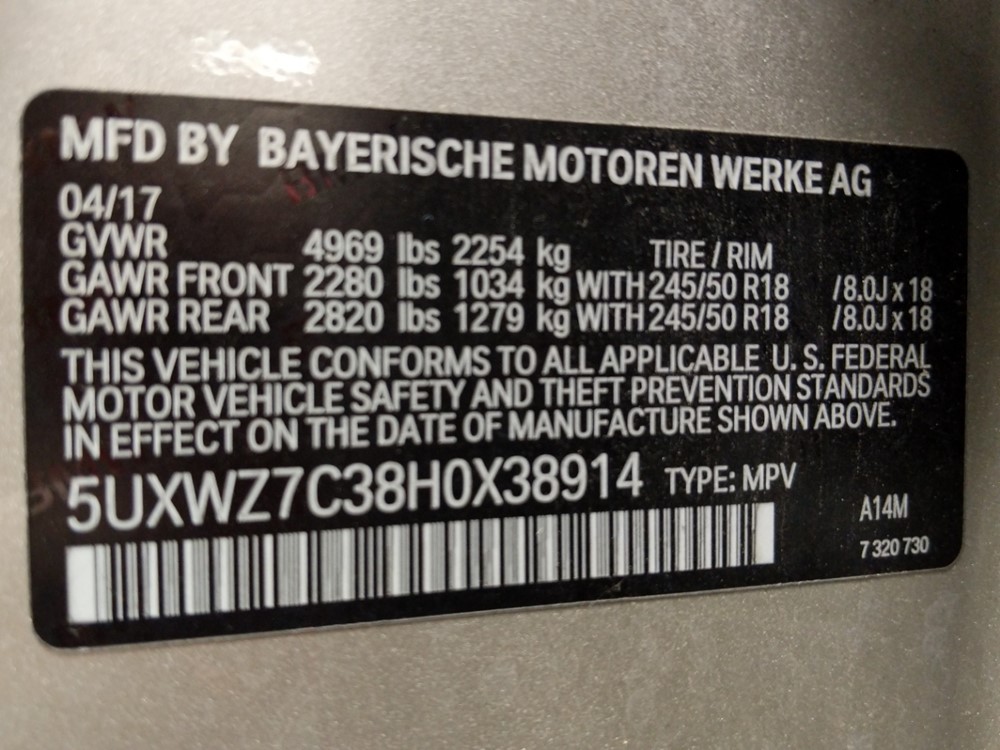 MFD BY BAYERISCHE MOTOREN WERKE AG
04/17
GVWR 4969 lbs 2254 kg TIRE / RIM
GAWR FRONT 2280 lbs 1034 kg WITH 245/50 R18 /8.0J x 18
GAWR REAR 2820 lbs 1279 kg WITH 245/50 R18 /8.0J x 18
THIS VEHICLE CONFORMS TO ALL APPLICABLE U. S. FEDERAL
MOTOR VEHICLE SAFETY AND THEFT PREVENTION STANDARDS
IN EFFECT ON THE DATE OF MANUFACTURE SHOWN ABOVE.
5UXWZ7C38H0X38914 TYPE: MPV
A14M
7 320 730